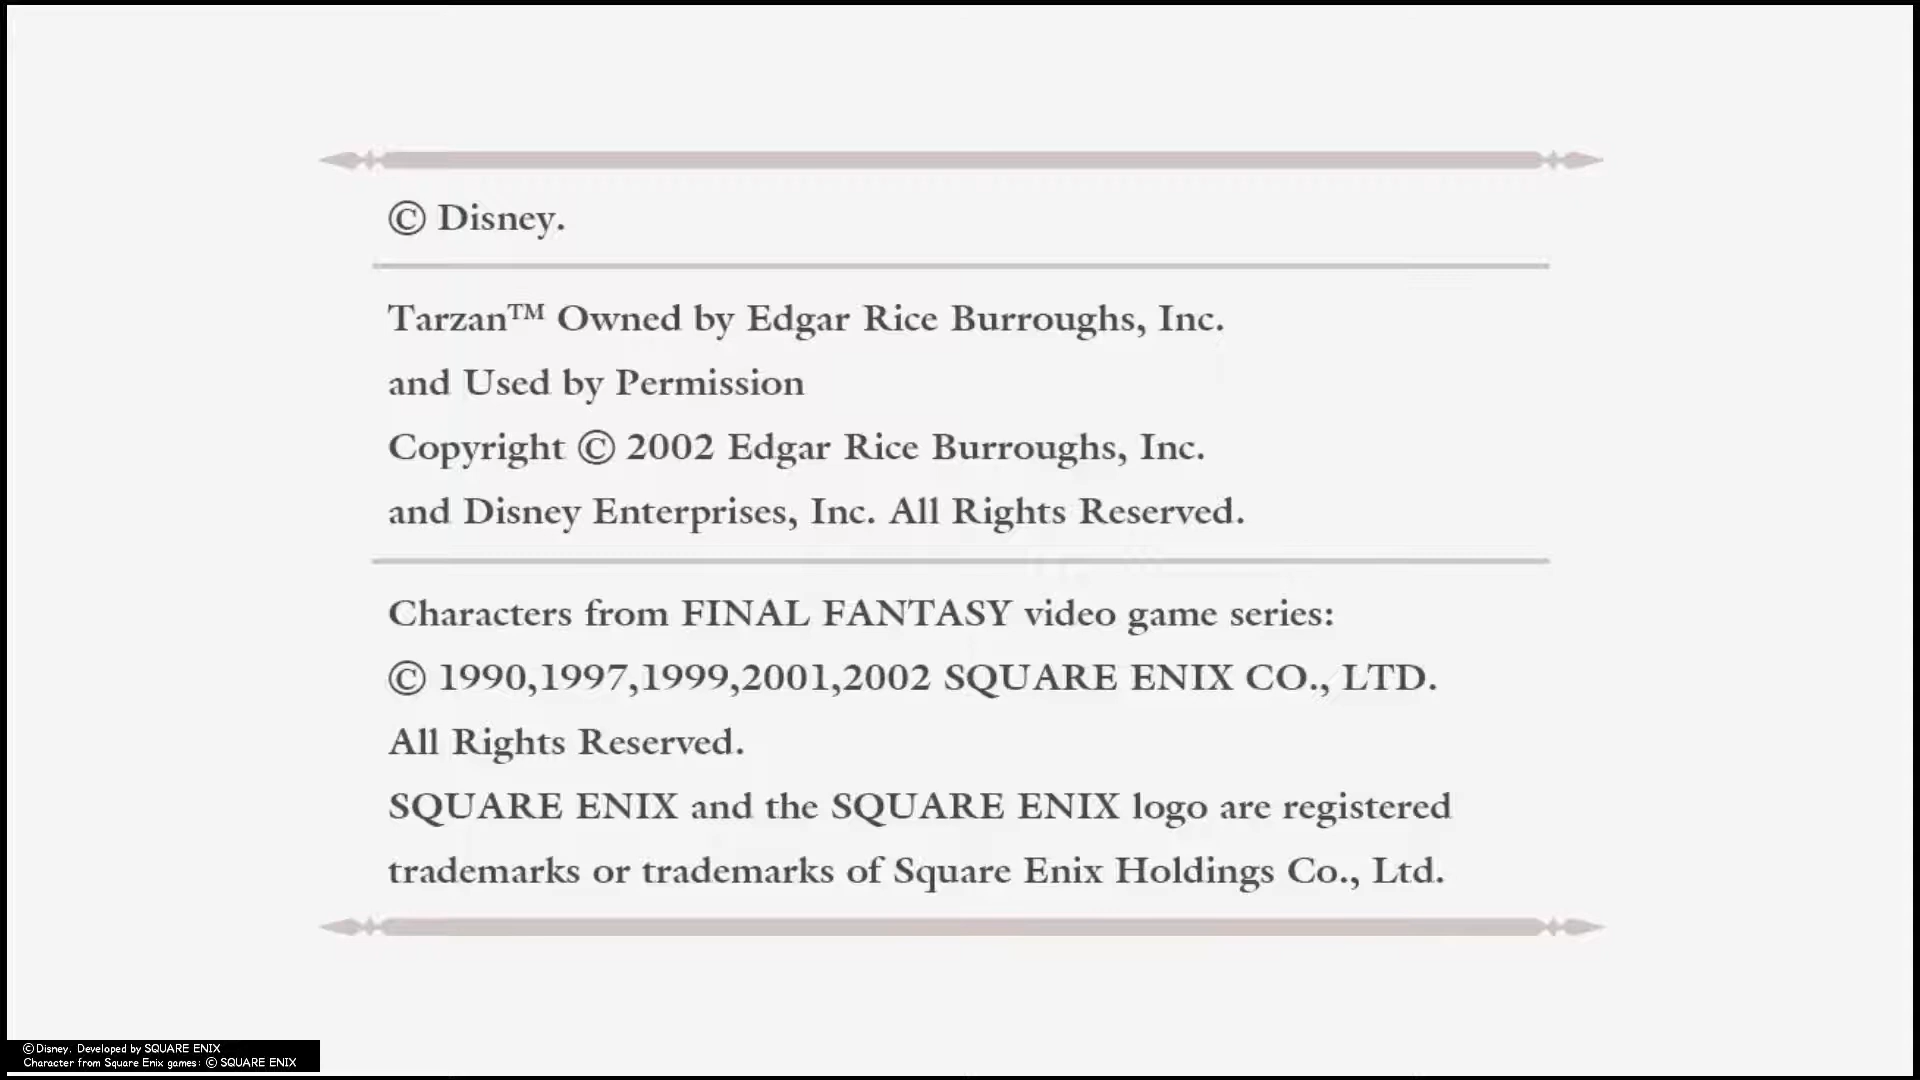 © Disney.
Tarzan™ Owned by Edgar Rice Burroughs, Inc.
and Used by Permission
Copyright © 2002 Edgar Rice Burroughs, Inc.
and Disney Enterprises, Inc. All Rights Reserved.
Characters from FINAL FANTASY video game series:
© 1990,1997,1999,2001,2002 SQUARE ENIX CO., LTD.
All Rights Reserved.
SQUARE ENIX and the SQUARE ENIX logo are registered
trademarks or trademarks of Square Enix Holdings Co., Ltd.
© Disney. Developed by SQUARE ENIX
Character from Square Enix games: © SQUARE ENIX